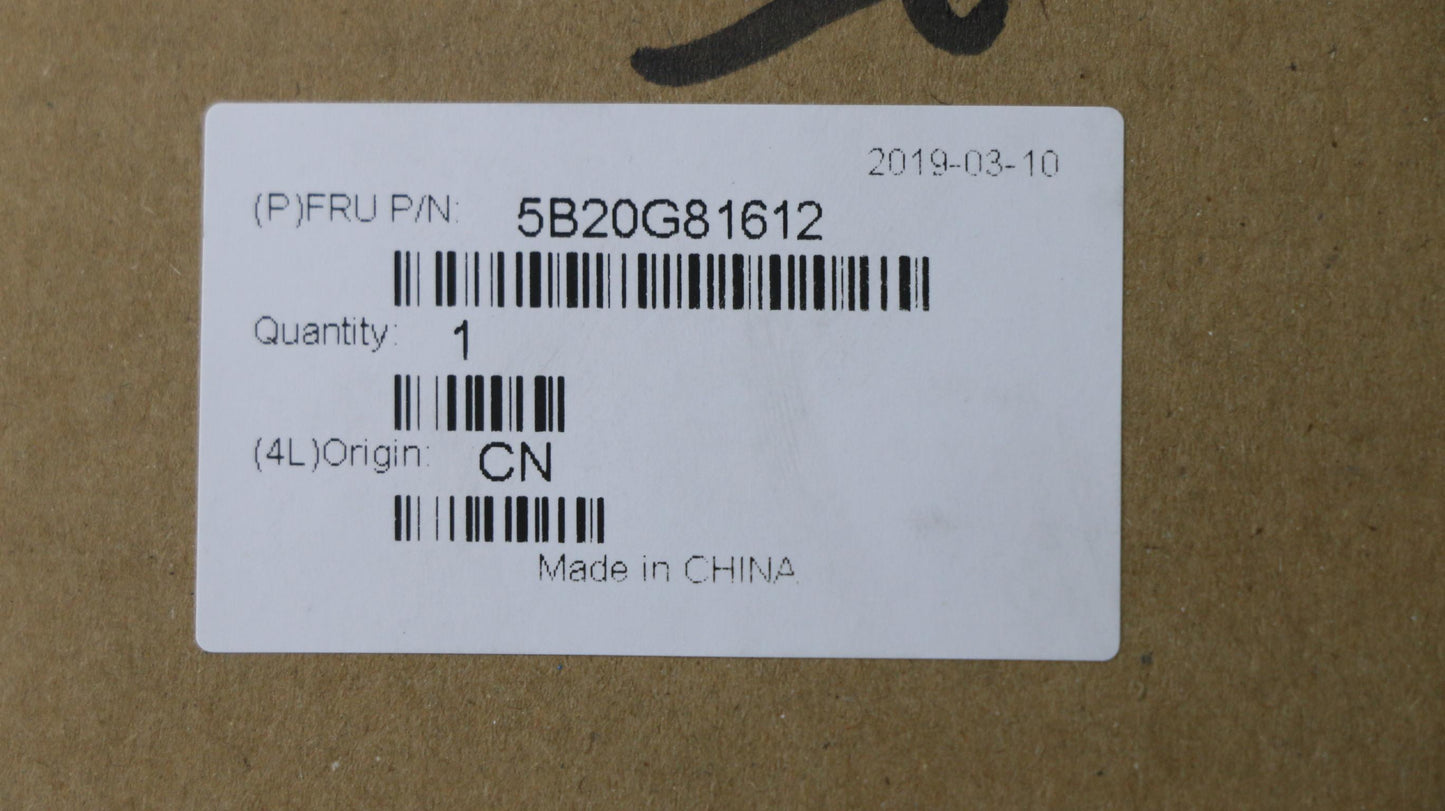 2019-03-10
(P)FRU P/N: 5B20G81612
Quantity: 1
(4L)Origin: CN
Made in CHINA